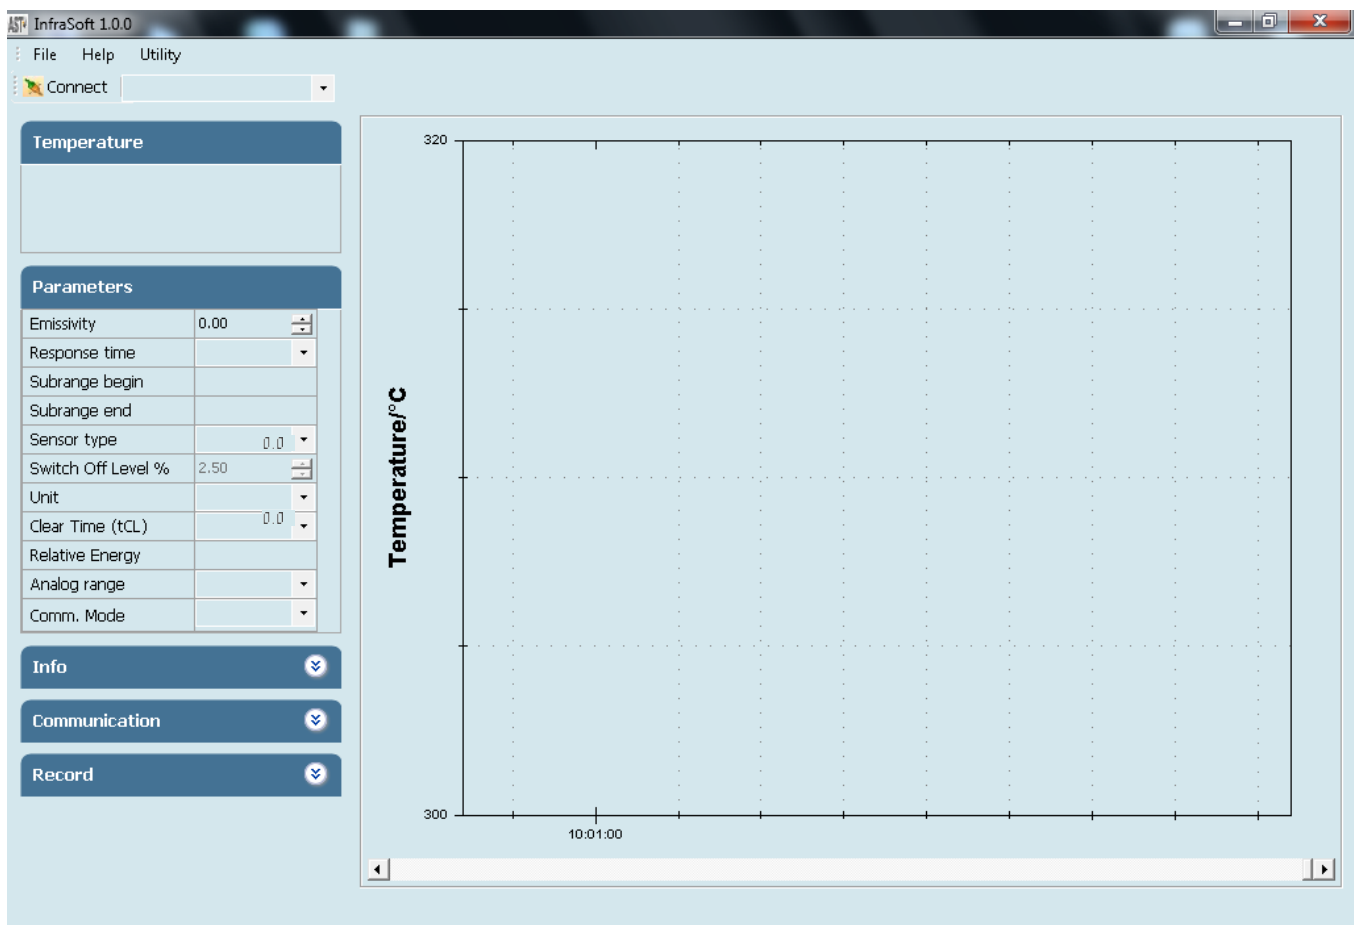 AST InfraSoft 1.0.0
File Help Utility
Connect
Temperature
Parameters
Emissivity 0.00
Response time
Subrange begin
Subrange end
Sensor type 0.0
Switch Off Level % 2.50
Unit
Clear Time (tCL) 0.0
Relative Energy
Analog range
Comm. Mode
Info
Communication
Record
320
Temperature/°C
300
10:01:00